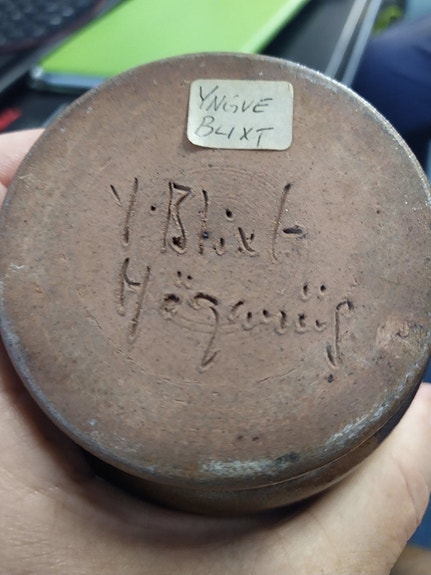 YNGVE
BLIXT
Y. Blixt
Höganäs